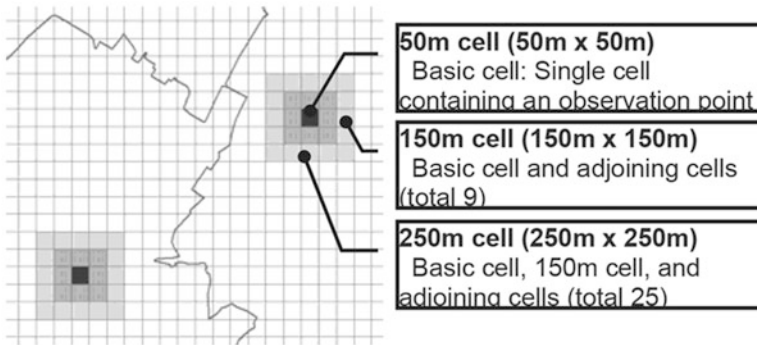 50m cell (50m x 50m)
Basic cell: Single cell
containing an observation point
150m cell (150m x 150m)
Basic cell and adjoining cells
(total 9)
250m cell (250m x 250m)
Basic cell, 150m cell, and
adjoining cells (total 25)